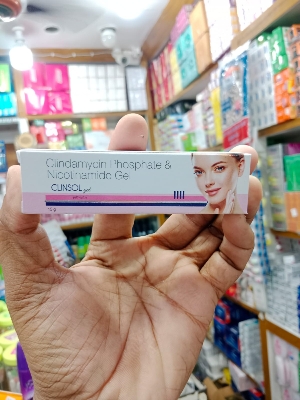 Clindamycin Phosphate &
Nicotinamide Gel
CLINSOL gel